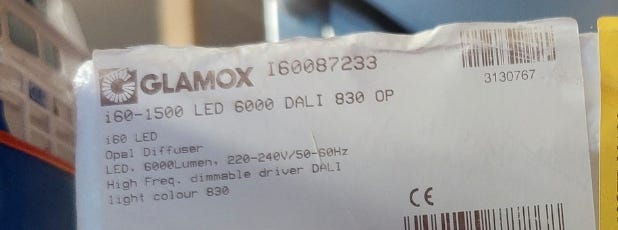 GLAMOX I60087233
3130767
i60-1500 LED 6000 DALI 830 OP
i60 LED
Opal Diffuser
LED, 6000Lumen, 220-240V/50-60Hz
High Freq. dimmable driver DALI
light colour 830
CE